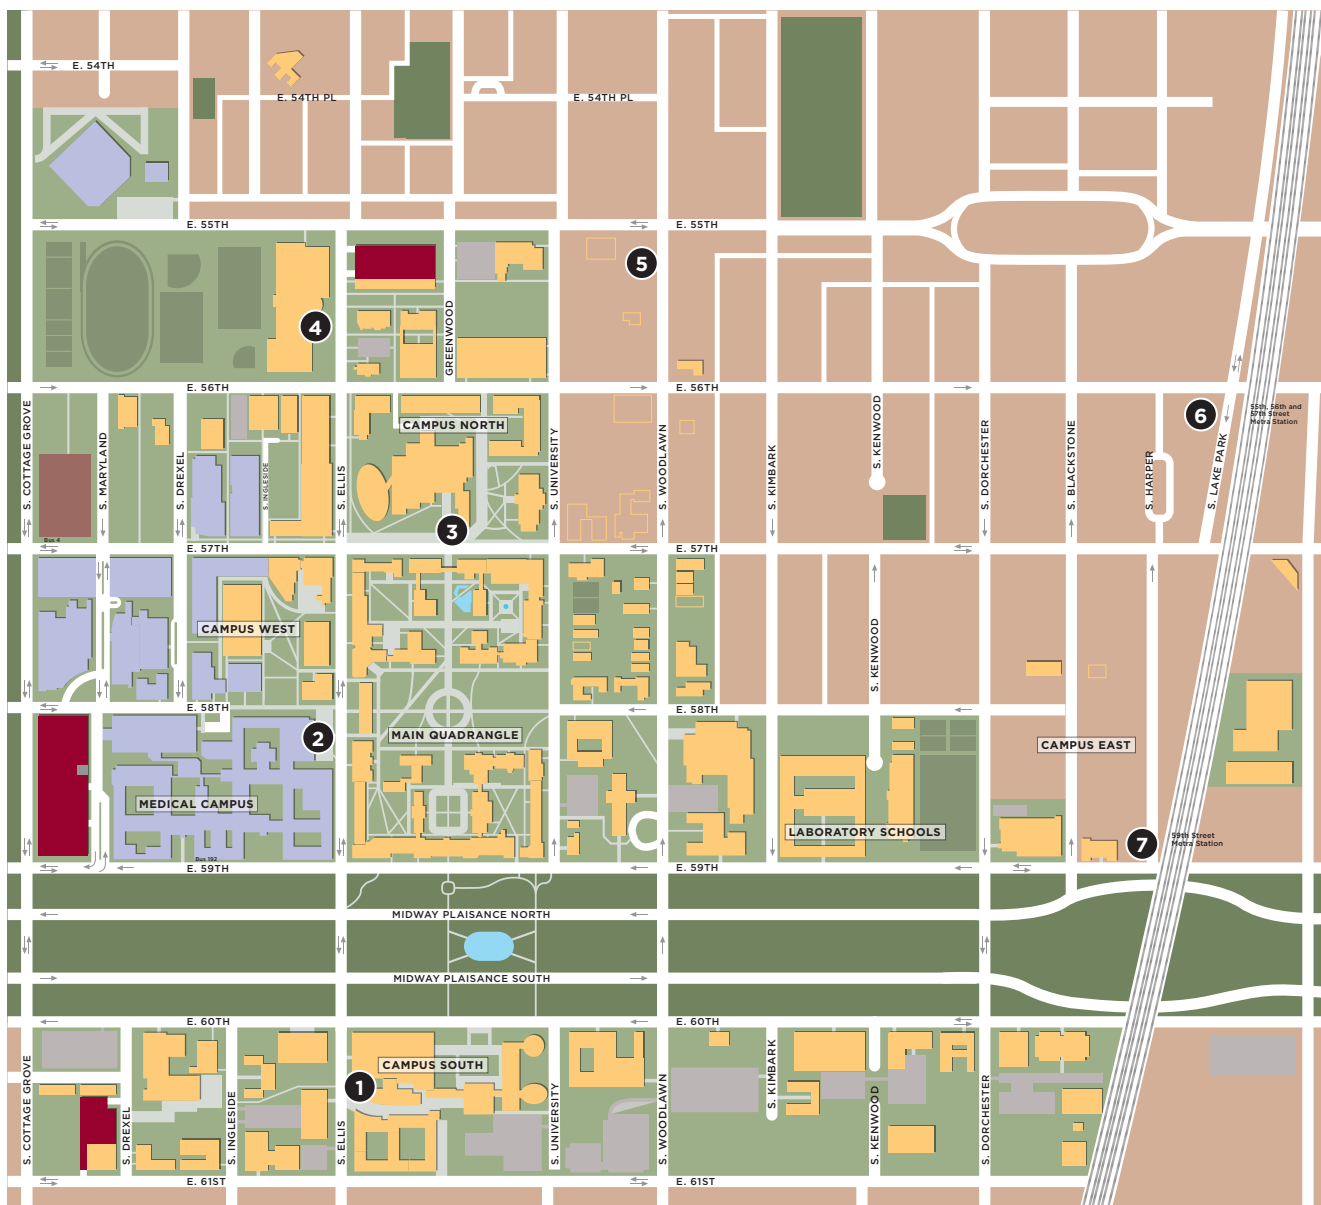 E. 54TH
E. 54TH PL
E. 54TH PL
E. 55TH
E. 55TH
5
4
GREENWOOD
E. 56TH
E. 56TH
S. COTTAGE GROVE
S. MARYLAND
S. DREXEL
S. INGLESIDE
S. ELLIS
CAMPUS NORTH
S. UNIVERSITY
S. WOODLAWN
S. KIMBARK
S. KENWOOD
S. DORCHESTER
S. BLACKSTONE
S. HARPER
S. LAKE PARK
6
55th, 56th and
57th Street
Metra Station
3
Bus 4
E. 57TH
E. 57TH
CAMPUS WEST
S. KENWOOD
E. 58TH
E. 58TH
2
MAIN QUADRANGLE
CAMPUS EAST
MEDICAL CAMPUS
LABORATORY SCHOOLS
7
59th Street
Metra Station
Bus 192
E. 59TH
E. 59TH
MIDWAY PLAISANCE NORTH
MIDWAY PLAISANCE SOUTH
E. 60TH
E. 60TH
CAMPUS SOUTH
1
S. COTTAGE GROVE
S. DREXEL
S. INGLESIDE
S. ELLIS
S. UNIVERSITY
S. WOODLAWN
S. KIMBARK
S. KENWOOD
S. DORCHESTER
E. 61ST
E. 61ST